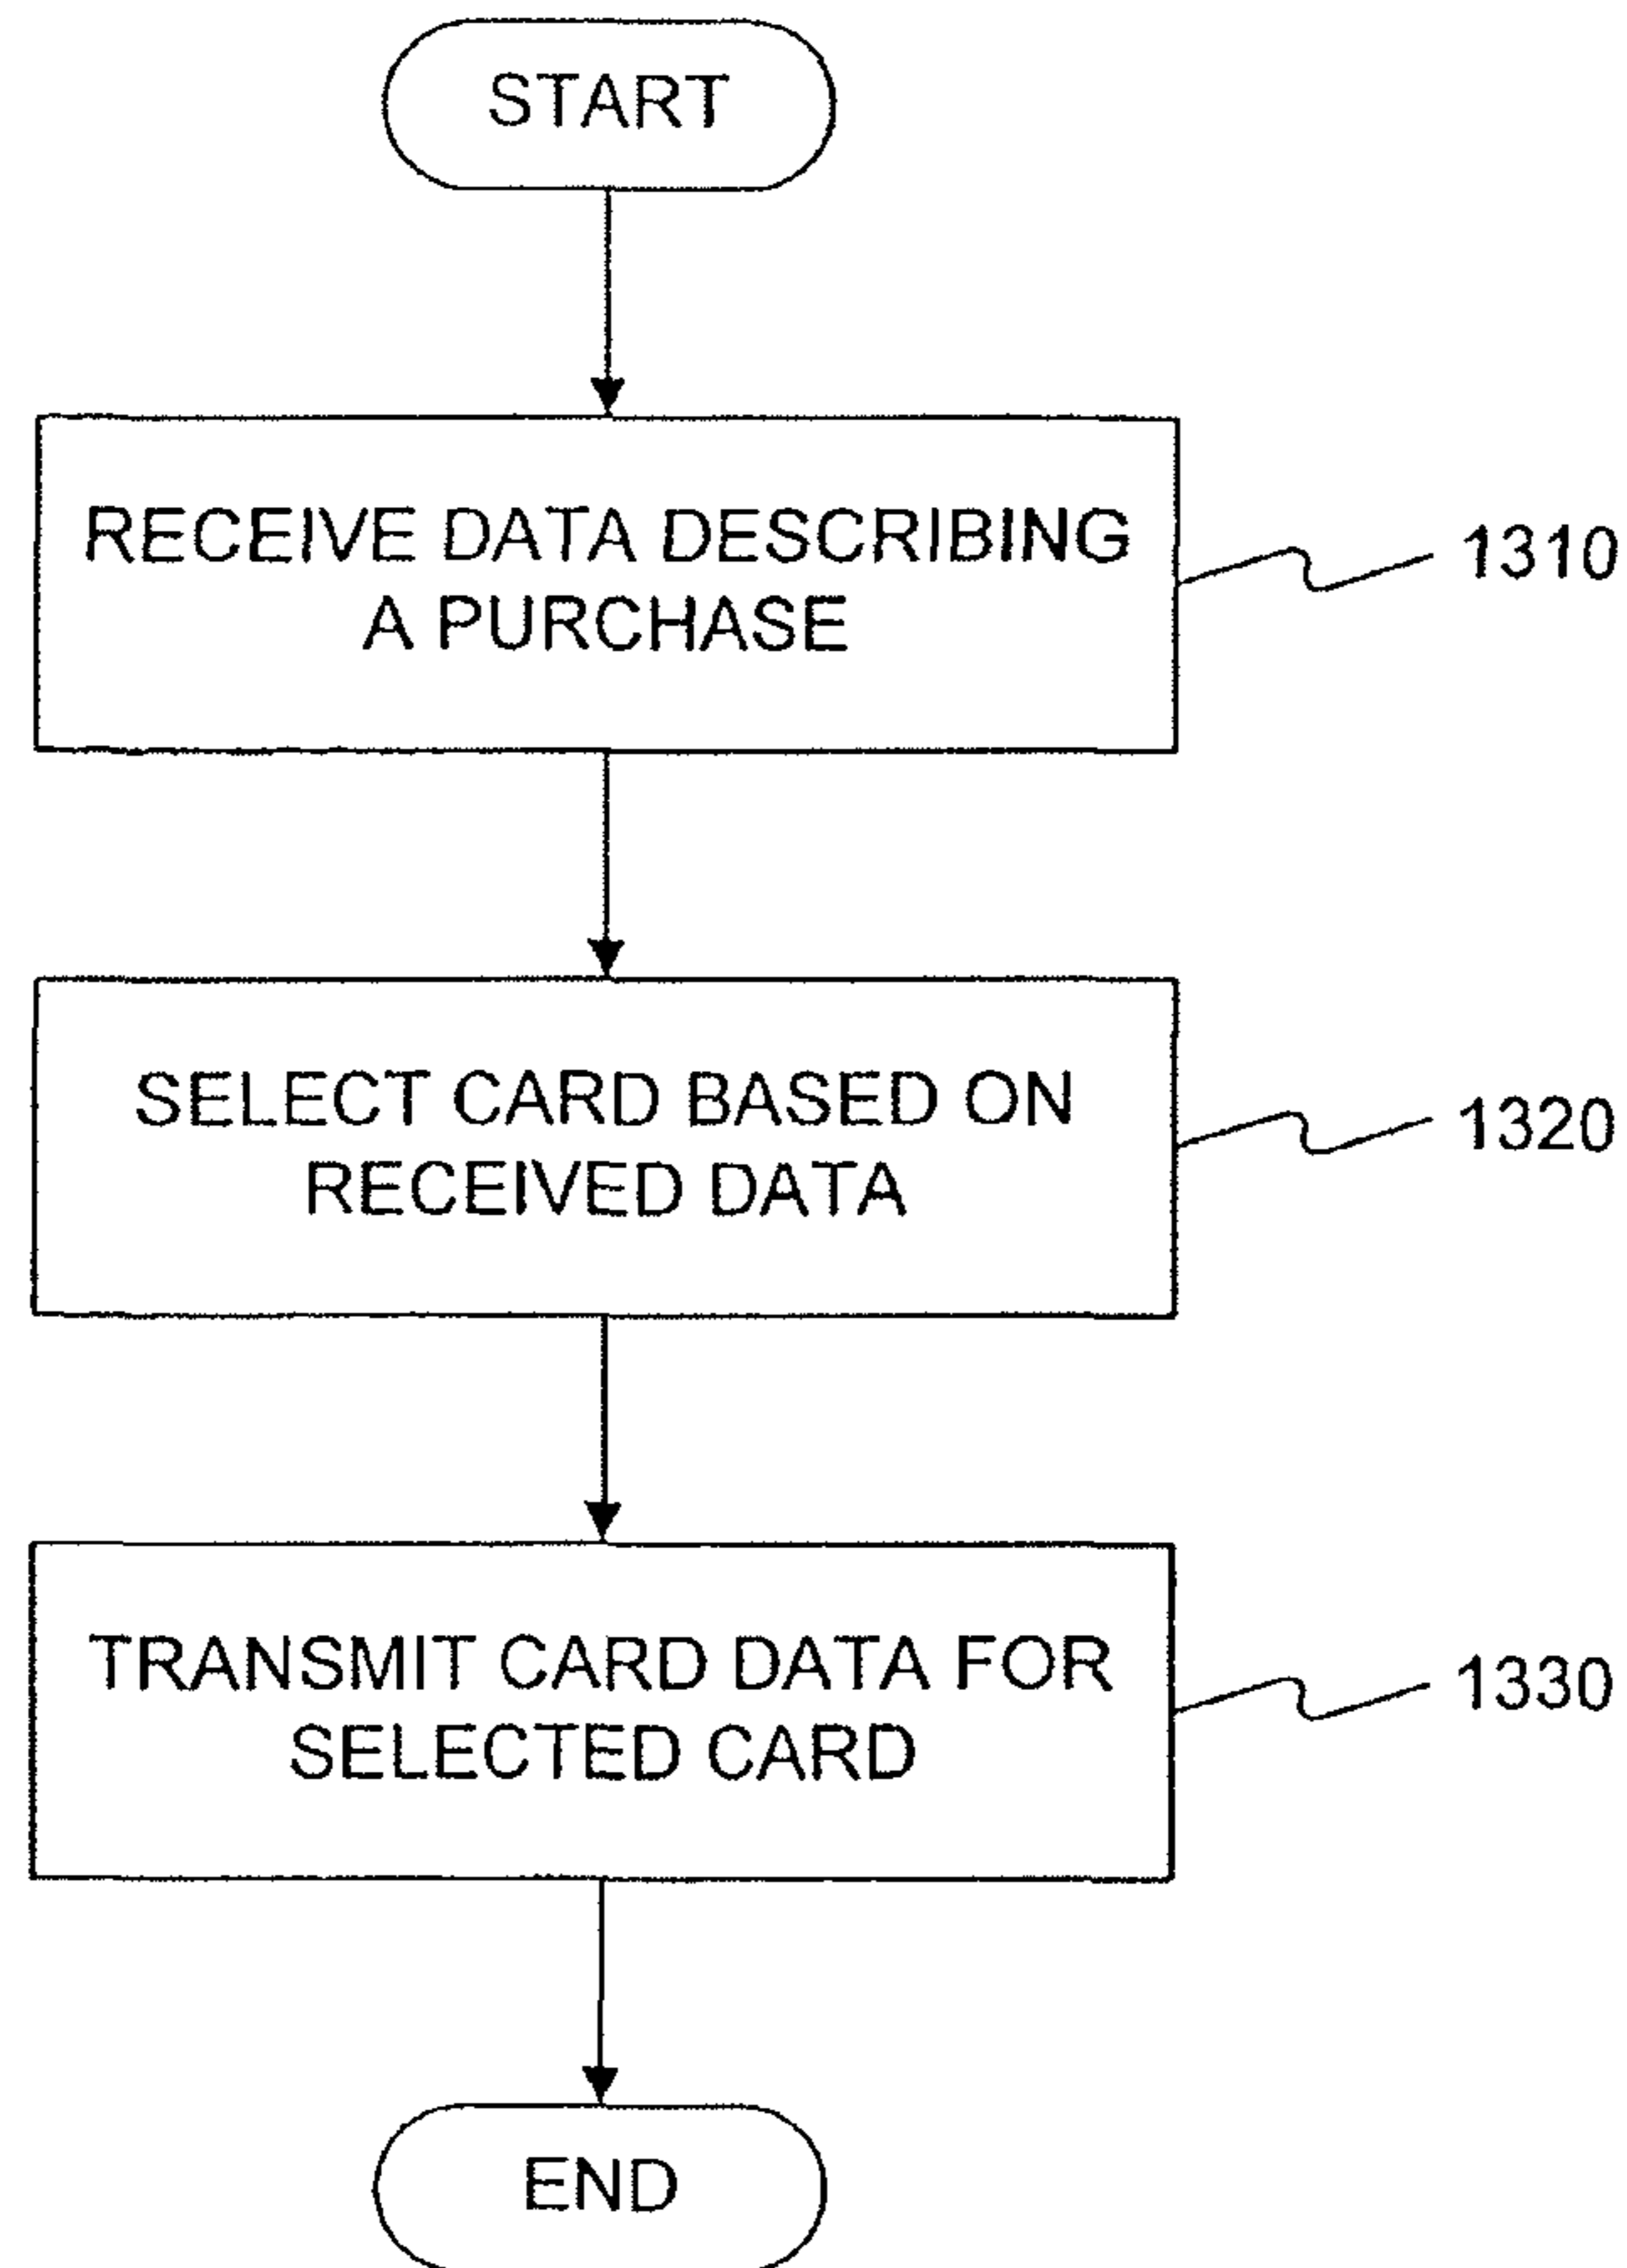 START
RECEIVE DATA DESCRIBING
A PURCHASE
1310
SELECT CARD BASED ON
RECEIVED DATA
1320
TRANSMIT CARD DATA FOR
SELECTED CARD
1330
END